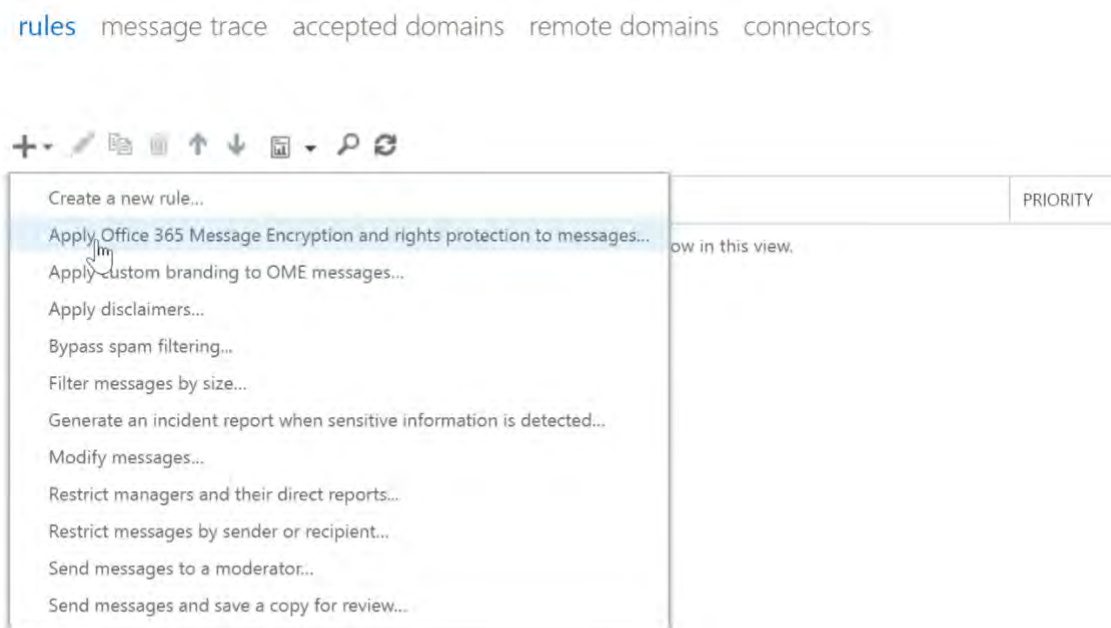 rules message trace accepted domains remote domains connectors
Create a new rule...
PRIORITY
Apply Office 365 Message Encryption and rights protection to messages...
ow in this view.
Apply custom branding to OME messages...
Apply disclaimers...
Bypass spam filtering...
Filter messages by size...
Generate an incident report when sensitive information is detected...
Modify messages...
Restrict managers and their direct reports...
Restrict messages by sender or recipient...
Send messages to a moderator...
Send messages and save a copy for review...